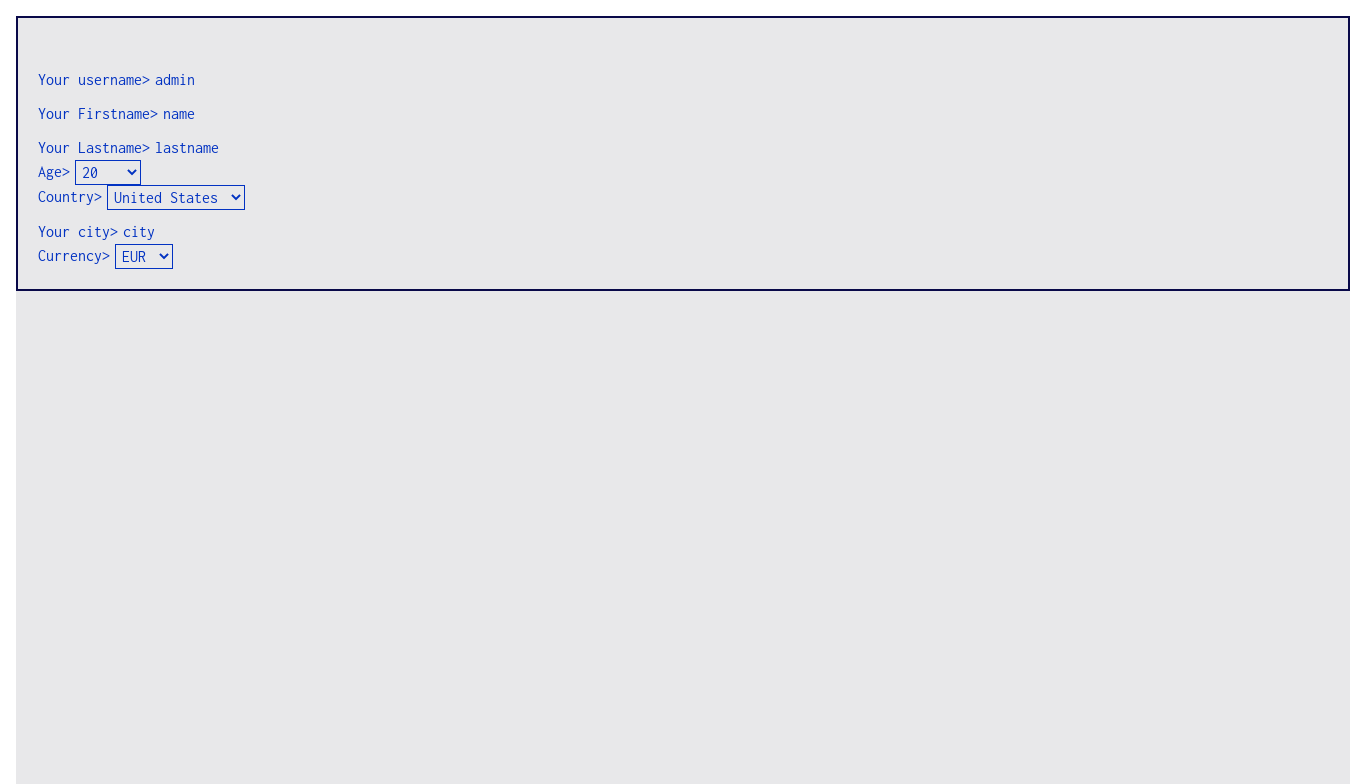 Your username> admin
Your Firstname> name
Your Lastname> lastname
Age> 20
Country> United States
Your city> city
Currency> EUR